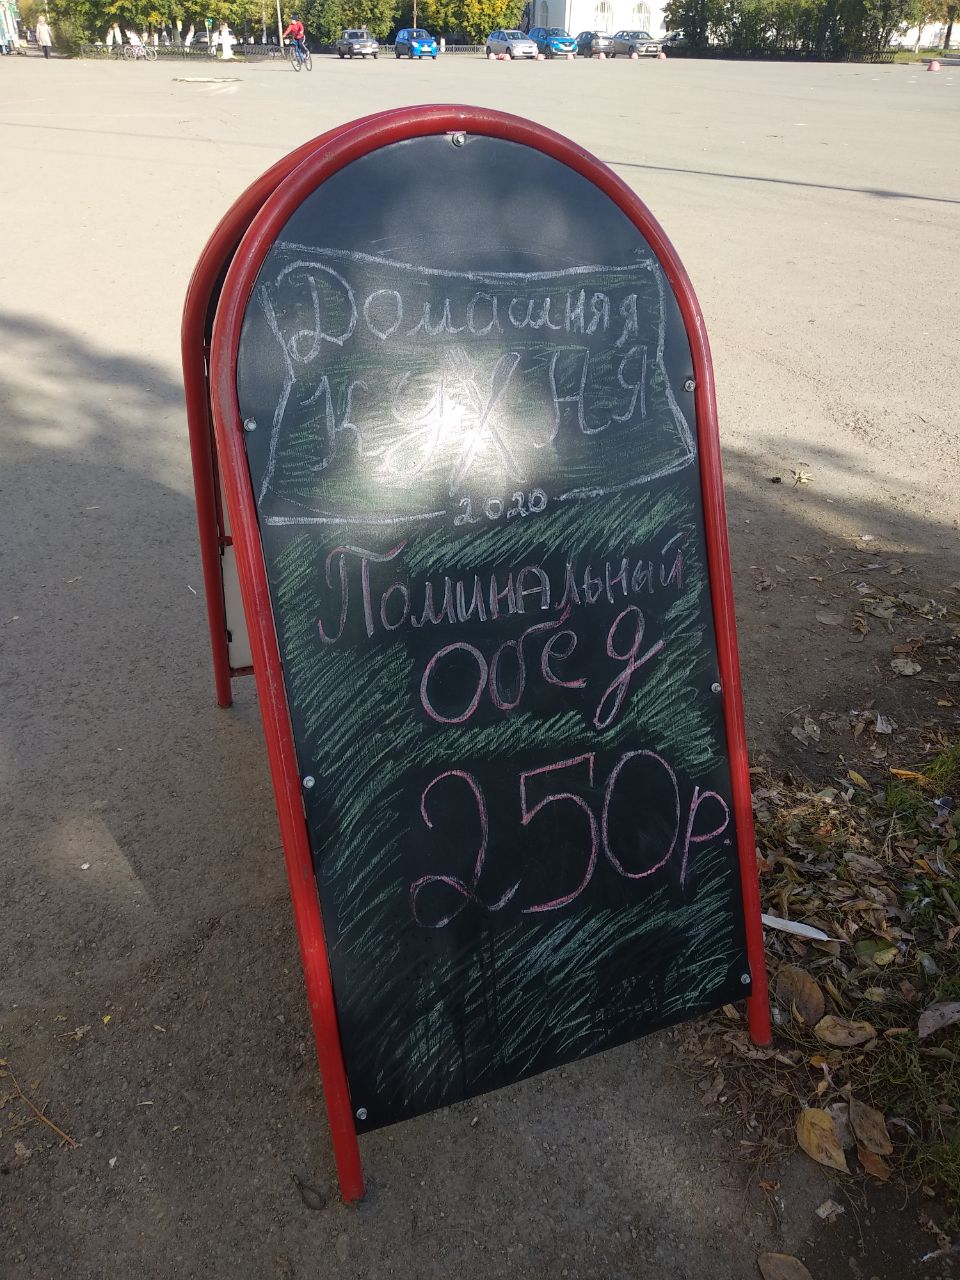 Домашняя
кухня
2020
Поминальный
обед
250р.